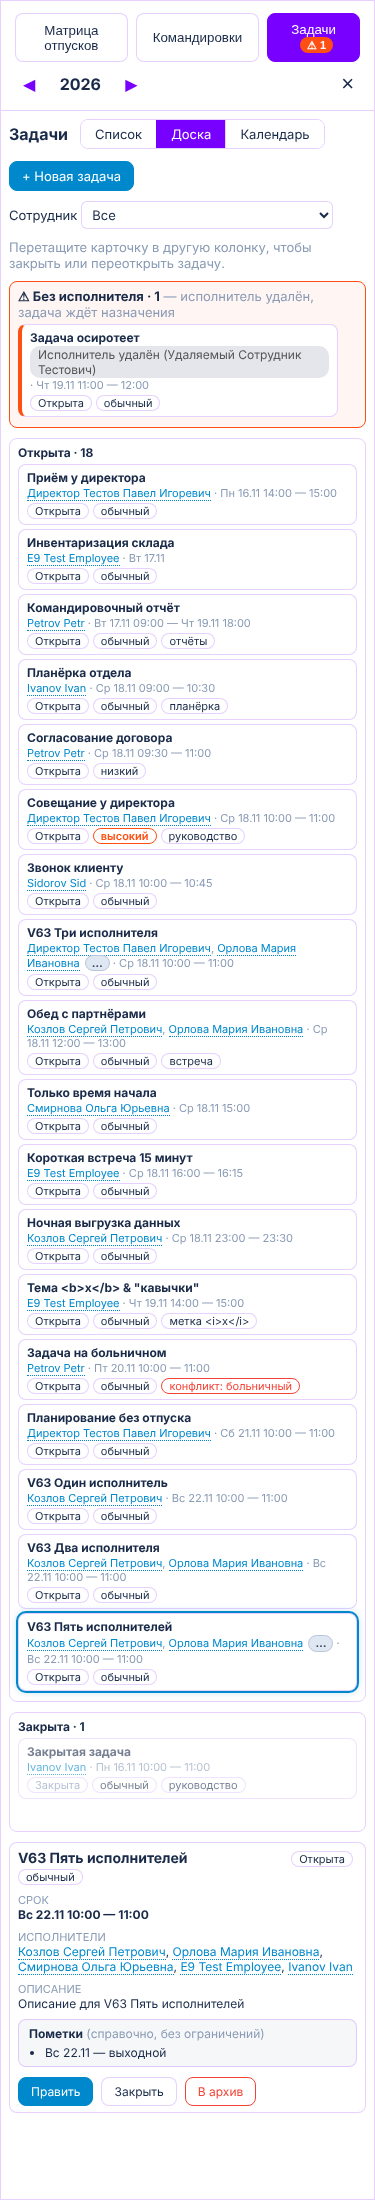 Матрица
отпусков
Командировки
Задачи
⚠ 1
◀ 2026 ▶ ×
Задачи
Список
Доска
Календарь
+ Новая задача
Сотрудник Все
Перетащите карточку в другую колонку, чтобы
закрыть или переоткрыть задачу.
⚠ Без исполнителя · 1 — исполнитель удалён,
задача ждёт назначения
Задача осиротеет
Исполнитель удалён (Удаляемый Сотрудник
Тестович)
· Чт 19.11 11:00 — 12:00
Открыта обычный
Открыта · 18
Приём у директора
Директор Тестов Павел Игоревич · Пн 16.11 14:00 — 15:00
Открыта обычный
Инвентаризация склада
E9 Test Employee · Вт 17.11
Открыта обычный
Командировочный отчёт
Petrov Petr · Вт 17.11 09:00 — Чт 19.11 18:00
Открыта обычный отчёты
Планёрка отдела
Ivanov Ivan · Ср 18.11 09:00 — 10:30
Открыта обычный планёрка
Согласование договора
Petrov Petr · Ср 18.11 09:30 — 11:00
Открыта низкий
Совещание у директора
Директор Тестов Павел Игоревич · Ср 18.11 10:00 — 11:00
Открыта высокий руководство
Звонок клиенту
Sidorov Sid · Ср 18.11 10:00 — 10:45
Открыта обычный
V63 Три исполнителя
Директор Тестов Павел Игоревич, Орлова Мария
Ивановна ... · Ср 18.11 10:00 — 11:00
Открыта обычный
Обед с партнёрами
Козлов Сергей Петрович, Орлова Мария Ивановна · Ср
18.11 12:00 — 13:00
Открыта обычный встреча
Только время начала
Смирнова Ольга Юрьевна · Ср 18.11 15:00
Открыта обычный
Короткая встреча 15 минут
E9 Test Employee · Ср 18.11 16:00 — 16:15
Открыта обычный
Ночная выгрузка данных
Козлов Сергей Петрович · Ср 18.11 23:00 — 23:30
Открыта обычный
Тема <b>x</b> & "кавычки"
E9 Test Employee · Чт 19.11 14:00 — 15:00
Открыта обычный метка <i>x</i>
Задача на больничном
Petrov Petr · Пт 20.11 10:00 — 11:00
Открыта обычный конфликт: больничный
Планирование без отпуска
Директор Тестов Павел Игоревич · Сб 21.11 10:00 — 11:00
Открыта обычный
V63 Один исполнитель
Козлов Сергей Петрович · Вс 22.11 10:00 — 11:00
Открыта обычный
V63 Два исполнителя
Козлов Сергей Петрович, Орлова Мария Ивановна · Вс
22.11 10:00 — 11:00
Открыта обычный
V63 Пять исполнителей
Козлов Сергей Петрович, Орлова Мария Ивановна ... ·
Вс 22.11 10:00 — 11:00
Открыта обычный
Закрыта · 1
Закрытая задача
Ivanov Ivan · Пн 16.11 10:00 — 11:00
Закрыта обычный руководство
V63 Пять исполнителей Открыта
обычный
СРОК
Вс 22.11 10:00 — 11:00
ИСПОЛНИТЕЛИ
Козлов Сергей Петрович, Орлова Мария Ивановна,
Смирнова Ольга Юрьевна, E9 Test Employee, Ivanov Ivan
ОПИСАНИЕ
Описание для V63 Пять исполнителей
Пометки (справочно, без ограничений)
• Вс 22.11 — выходной
Править Закрыть В архив